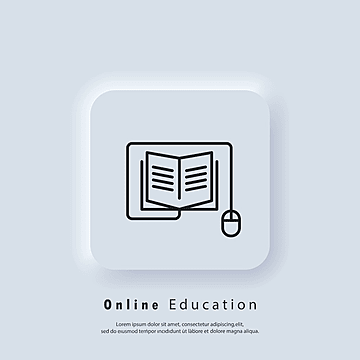 Online Education
Lorem ipsum dolor sit amet, consectetur adipiscing elit,
sed do eiusmod tempor incididunt ut labore et dolore magna aliqua.